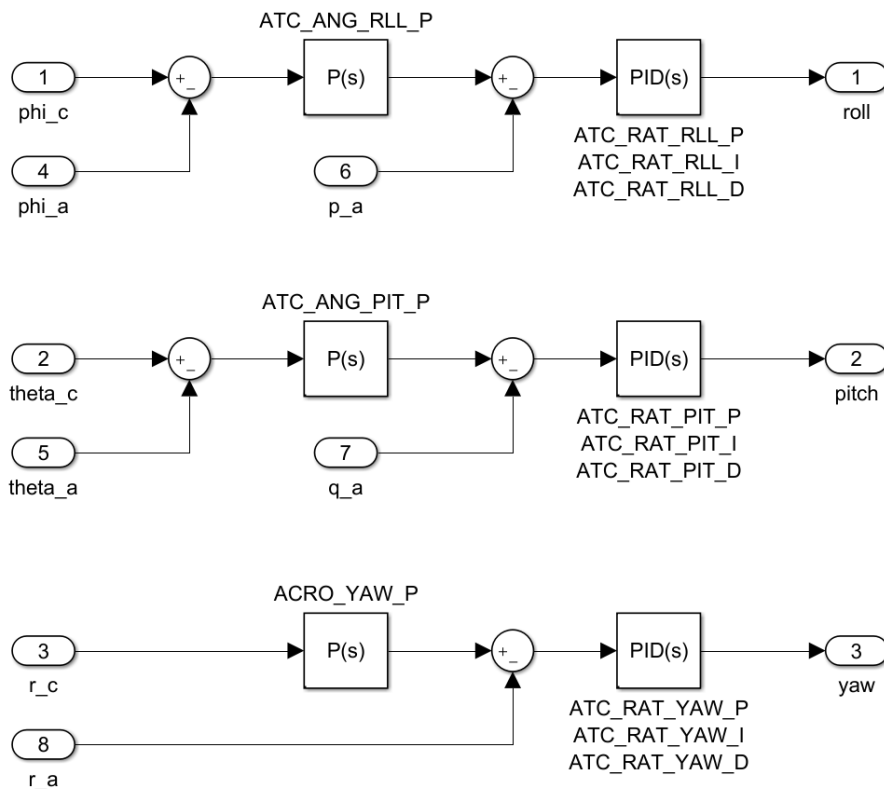 ATC_ANG_RLL_P
1
phi_c
+
-
P(s)
+
-
PID(s)
1
roll
4
phi_a
6
p_a
ATC_RAT_RLL_P
ATC_RAT_RLL_I
ATC_RAT_RLL_D
ATC_ANG_PIT_P
2
theta_c
+
-
P(s)
+
-
PID(s)
2
pitch
5
theta_a
7
q_a
ATC_RAT_PIT_P
ATC_RAT_PIT_I
ATC_RAT_PIT_D
ACRO_YAW_P
3
r_c
P(s)
+
-
PID(s)
3
yaw
8
r_a
ATC_RAT_YAW_P
ATC_RAT_YAW_I
ATC_RAT_YAW_D